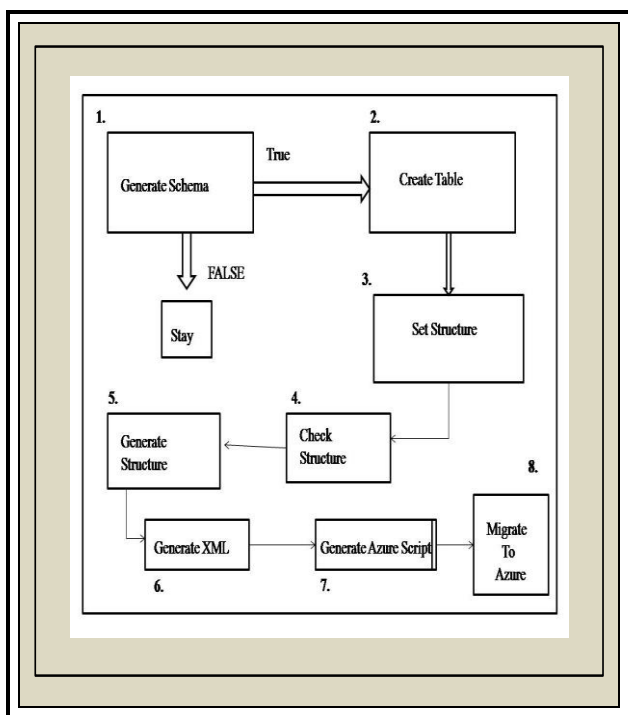 1.
2.
True
Generate Schema
Create Table
FALSE
3.
Stay
Set Structure
5.
4.
Generate
Structure
Check
Structure
8.
Migrate
To
Azure
Generate XML
Generate Azure Script
6.
7.